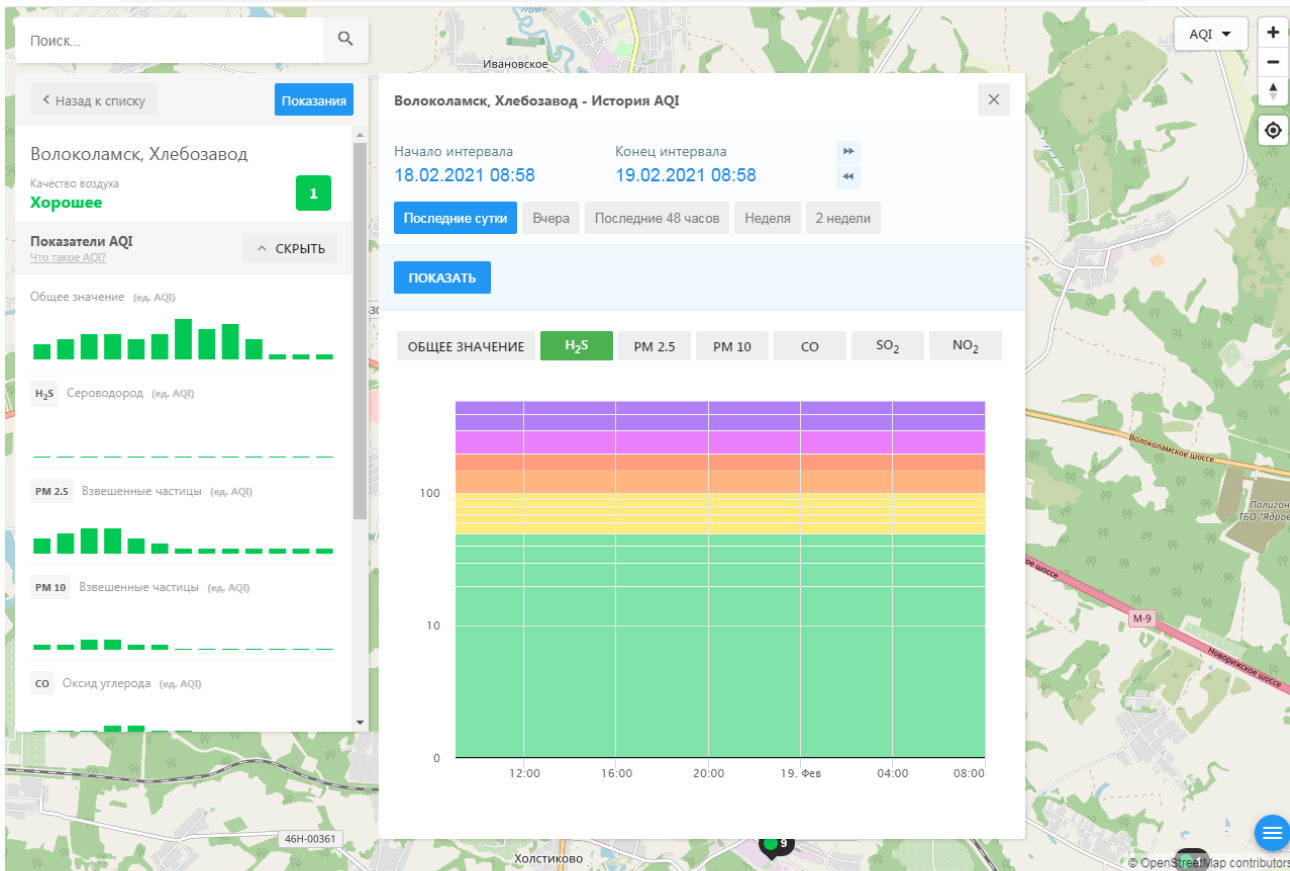 Ивановское
Поиск...
AQI
Назад к списку
Показания
Волоколамск, Хлебозавод
Качество воздуха
Хорошее
1
Показатели AQI
Что такое AQI?
СКРЫТЬ
Общее значение (ед. AQI)
H₂S Сероводород (ед. AQI)
PM 2.5 Взвешенные частицы (ед. AQI)
PM 10 Взвешенные частицы (ед. AQI)
CO Оксид углерода (ед. AQI)
Волоколамск, Хлебозавод - История AQI
Начало интервала
18.02.2021 08:58
Конец интервала
19.02.2021 08:58
Последние сутки Вчера Последние 48 часов Неделя 2 недели
ПОКАЗАТЬ
ОБЩЕЕ ЗНАЧЕНИЕ H₂S PM 2.5 PM 10 CO SO₂ NO₂
100
10
0
12:00 16:00 20:00 19. Фев 04:00 08:00
Волоколамское шоссе
Полигон
М-9
Новорижское шоссе
46Н-00361
Холстиково
9
© OpenStreetMap contributors